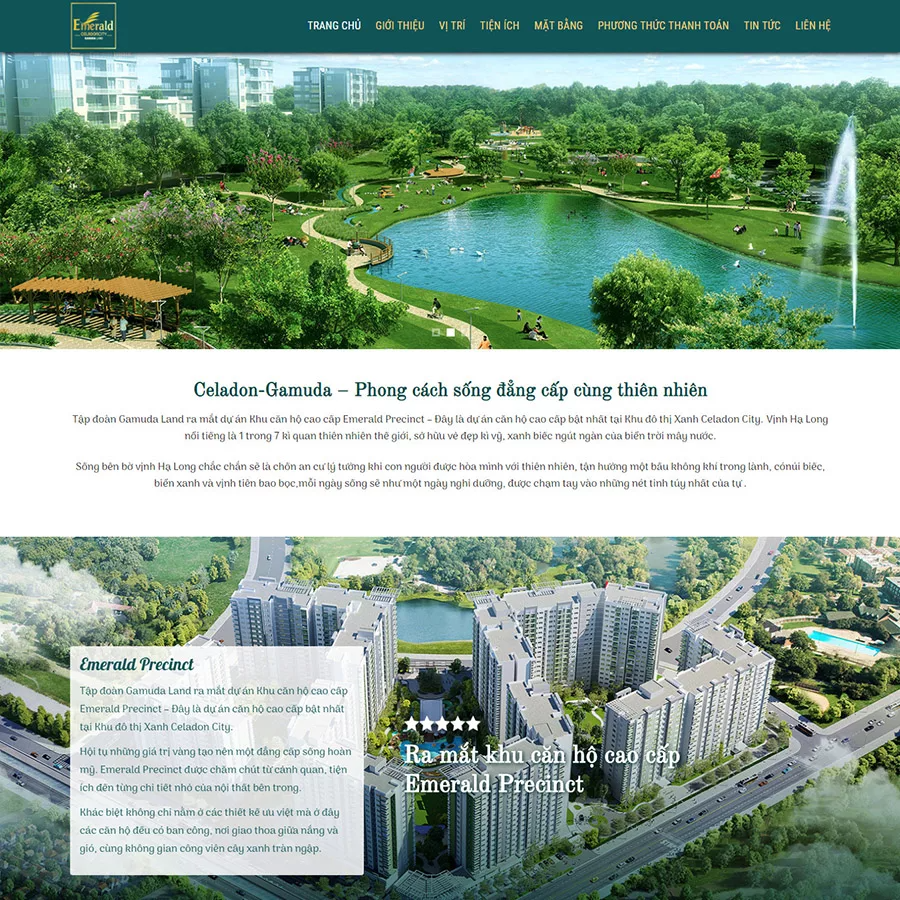 Emerald
CELADONCITY
TRANG CHỦ GIỚI THIỆU VỊ TRÍ TIỆN ÍCH MẶT BẰNG PHƯƠNG THỨC THANH TOÁN TIN TỨC LIÊN HỆ
Celadon-Gamuda – Phong cách sống đẳng cấp cùng thiên nhiên
Tập đoàn Gamuda Land ra mắt dự án Khu căn hộ cao cấp Emerald Precinct – Đây là dự án căn hộ cao cấp bật nhất tại Khu đô thị Xanh Celadon City. Vịnh Hạ Long
nổi tiếng là 1 trong 7 kì quan thiên nhiên thế giới, sở hữu vẻ đẹp kì vỹ, xanh biếc ngút ngàn của biển trời mây nước.
Sống bên bờ vịnh Hạ Long chắc chắn sẽ là chốn an cư lý tưởng khi con người được hòa mình với thiên nhiên, tận hưởng một bầu không khí trong lành, cónúi biếc,
biển xanh và vịnh tiên bao bọc,mỗi ngày sống sẽ như một ngày nghỉ dưỡng, được chạm tay vào những nét tinh túy nhất của tự .
Emerald Precinct
Tập đoàn Gamuda Land ra mắt dự án Khu căn hộ cao cấp
Emerald Precinct – Đây là dự án căn hộ cao cấp bật nhất
tại Khu đô thị Xanh Celadon City.
Hội tụ những giá trị vàng tạo nên một đẳng cấp sống hoàn
mỹ. Emerald Precinct được chăm chút từ cảnh quan, tiện
ích đến từng chi tiết nhỏ của nội thất bên trong.
Khác biệt không chỉ nằm ở các thiết kế ưu việt mà ở đây
các căn hộ đều có ban công, nơi giao thoa giữa nắng và
gió, cùng không gian công viên cây xanh tràn ngập.
Ra mắt khu căn hộ cao cấp
Emerald Precinct